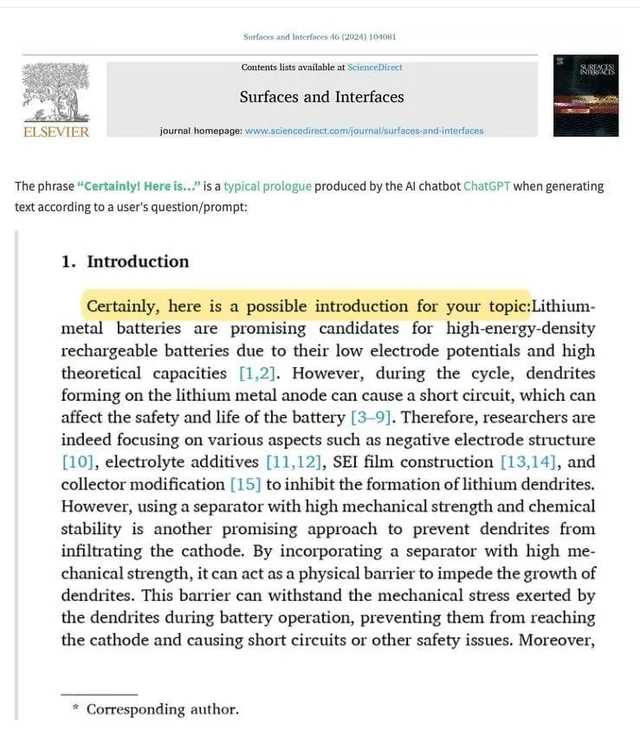 Surfaces and Interfaces 46 (2024) 104081
Contents lists available at ScienceDirect
Surfaces and Interfaces
journal homepage: www.sciencedirect.com/journal/surfaces-and-interfaces
ELSEVIER
SURFACES AND
INTERFACES
The phrase “Certainly! Here is...” is a typical prologue produced by the AI chatbot ChatGPT when generating
text according to a user's question/prompt:
1. Introduction
Certainly, here is a possible introduction for your topic:Lithium-
metal batteries are promising candidates for high-energy-density
rechargeable batteries due to their low electrode potentials and high
theoretical capacities [1,2]. However, during the cycle, dendrites
forming on the lithium metal anode can cause a short circuit, which can
affect the safety and life of the battery [3–9]. Therefore, researchers are
indeed focusing on various aspects such as negative electrode structure
[10], electrolyte additives [11,12], SEI film construction [13,14], and
collector modification [15] to inhibit the formation of lithium dendrites.
However, using a separator with high mechanical strength and chemical
stability is another promising approach to prevent dendrites from
infiltrating the cathode. By incorporating a separator with high me-
chanical strength, it can act as a physical barrier to impede the growth of
dendrites. This barrier can withstand the mechanical stress exerted by
the dendrites during battery operation, preventing them from reaching
the cathode and causing short circuits or other safety issues. Moreover,
* Corresponding author.